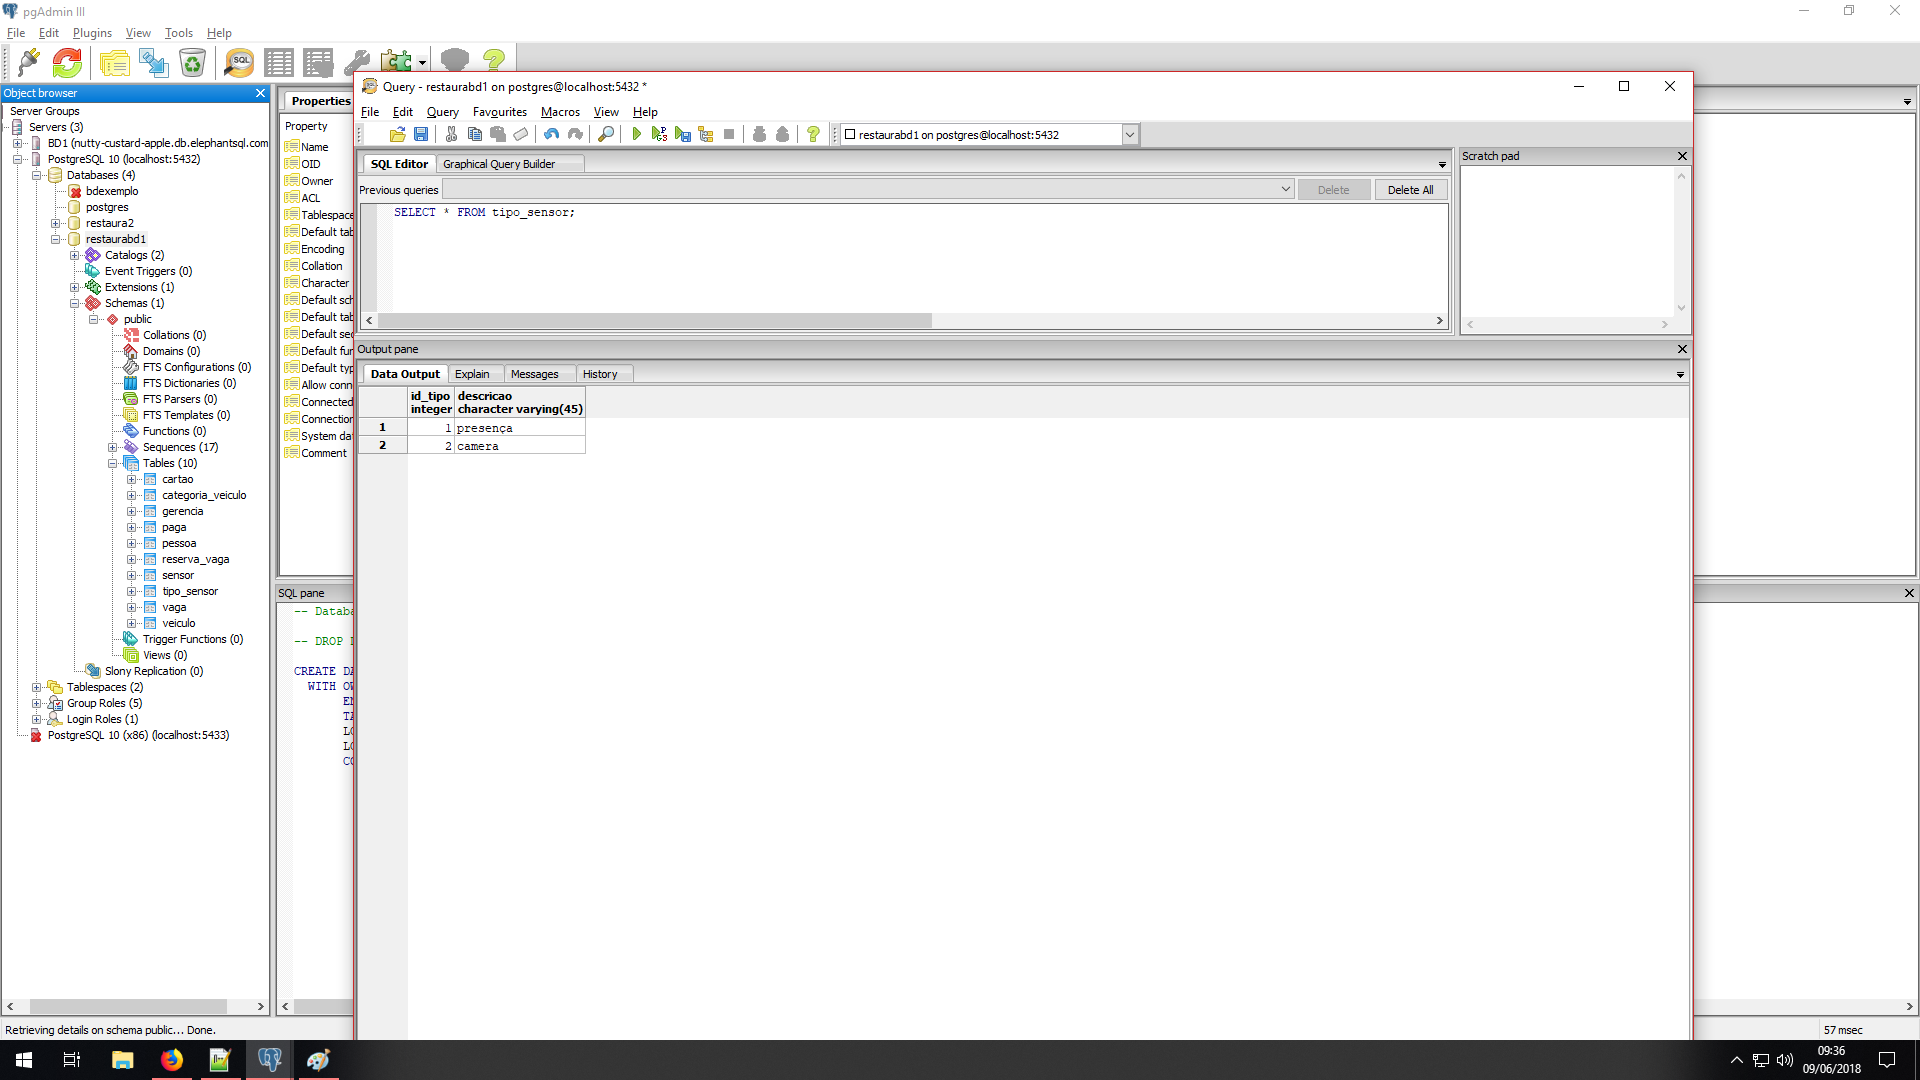 pgAdmin III
File Edit Plugins View Tools Help
Object browser
Server Groups
Servers (3)
BD1 (nutty-custard-apple.db.elephantsql.com
PostgreSQL 10 (localhost:5432)
Databases (4)
bdexemplo
postgres
restaura2
restaurabd1
Catalogs (2)
Event Triggers (0)
Extensions (1)
Schemas (1)
public
Collations (0)
Domains (0)
FTS Configurations (0)
FTS Dictionaries (0)
FTS Parsers (0)
FTS Templates (0)
Functions (0)
Sequences (17)
Tables (10)
cartao
categoria_veiculo
gerencia
paga
pessoa
reserva_vaga
sensor
tipo_sensor
vaga
veiculo
Trigger Functions (0)
Views (0)
Slony Replication (0)
Tablespaces (2)
Group Roles (5)
Login Roles (1)
PostgreSQL 10 (x86) (localhost:5433)
Properties
Property
Name
OID
Owner
ACL
Tablespace
Default tab
Encoding
Collation
Character
Default sch
Default tab
Default sec
Default fur
Default typ
Allow conn
Connected
Connection
System dat
Comment
SQL pane
-- Databa
-- DROP D
CREATE DA
WITH OW
EN
TA
LC
LC
CO
Query - restaurabd1 on postgres@localhost:5432 *
File Edit Query Favourites Macros View Help
SQL
restaurabd1 on postgres@localhost:5432
SQL Editor Graphical Query Builder
Previous queries Delete Delete All
SELECT * FROM tipo_sensor;
Scratch pad
Output pane
Data Output Explain Messages History
id_tipo descricao
integer character varying(45)
1 1 presença
2 2 camera
Retrieving details on schema public... Done.
57 msec
09:36
09/06/2018